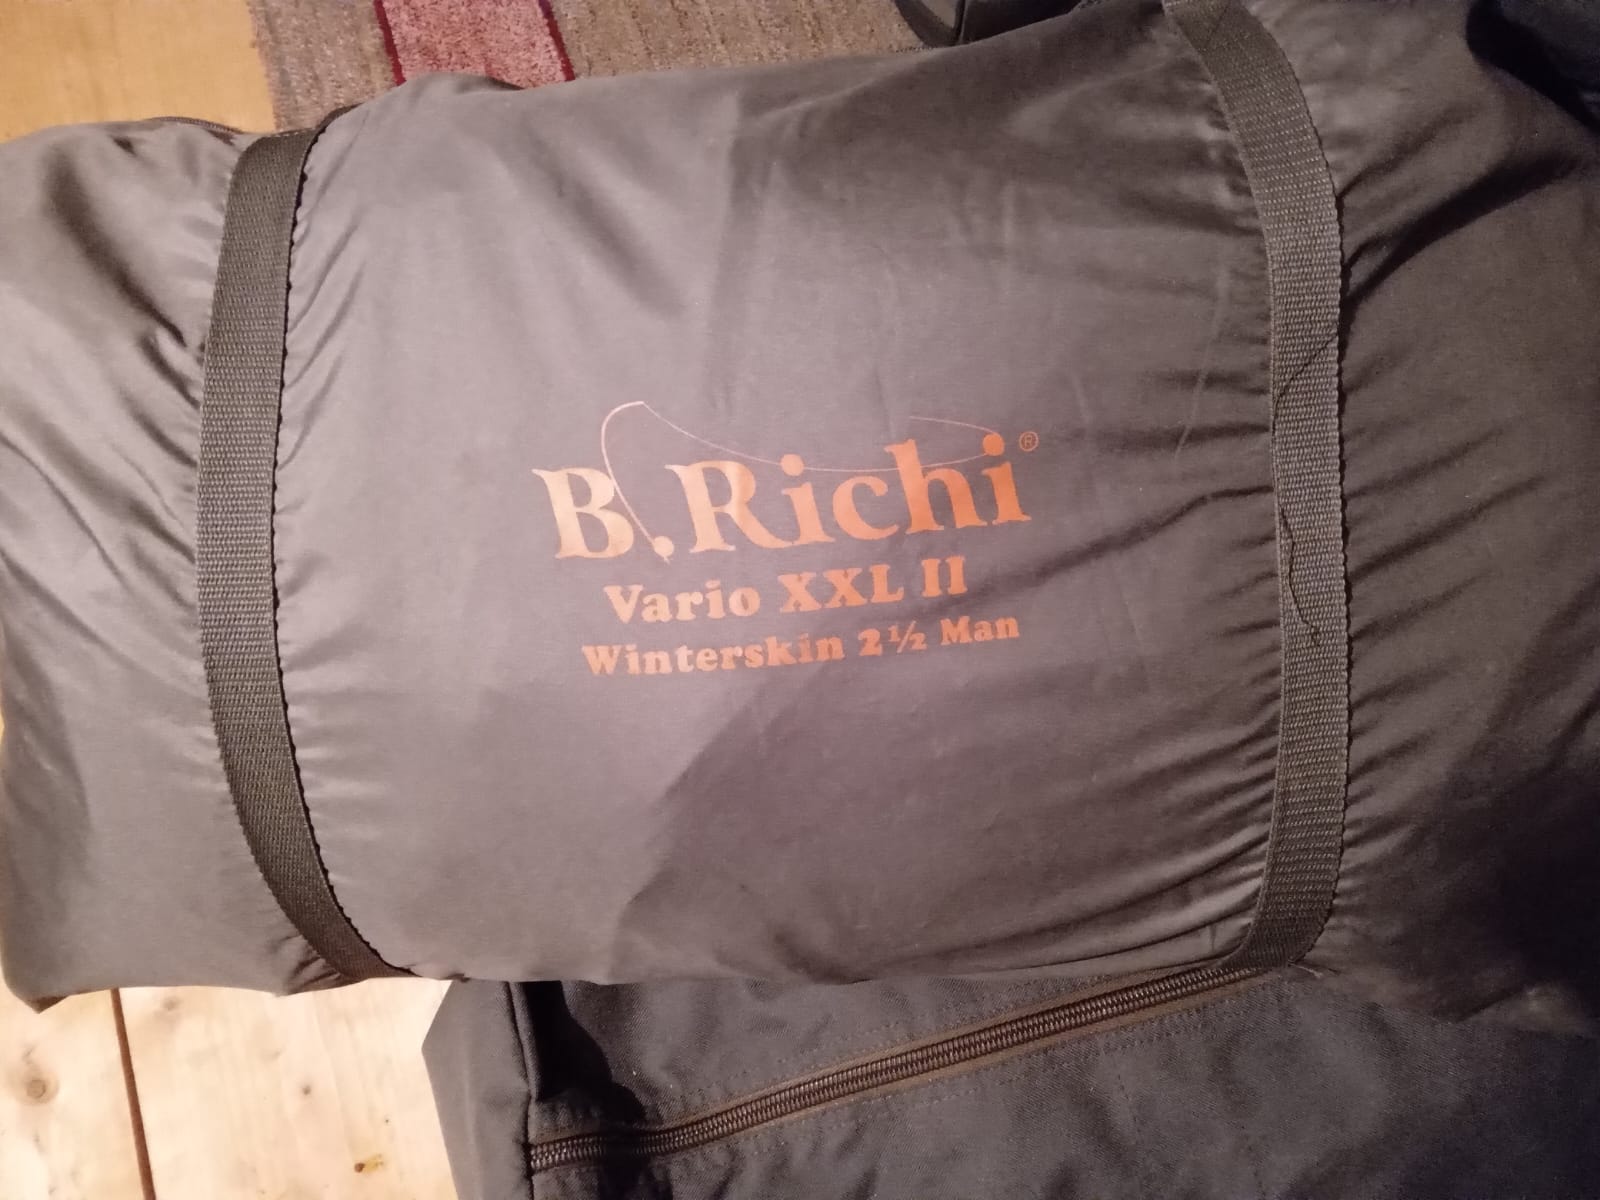 B.Richi®
Vario XXL II
Winterskin 2½ Man